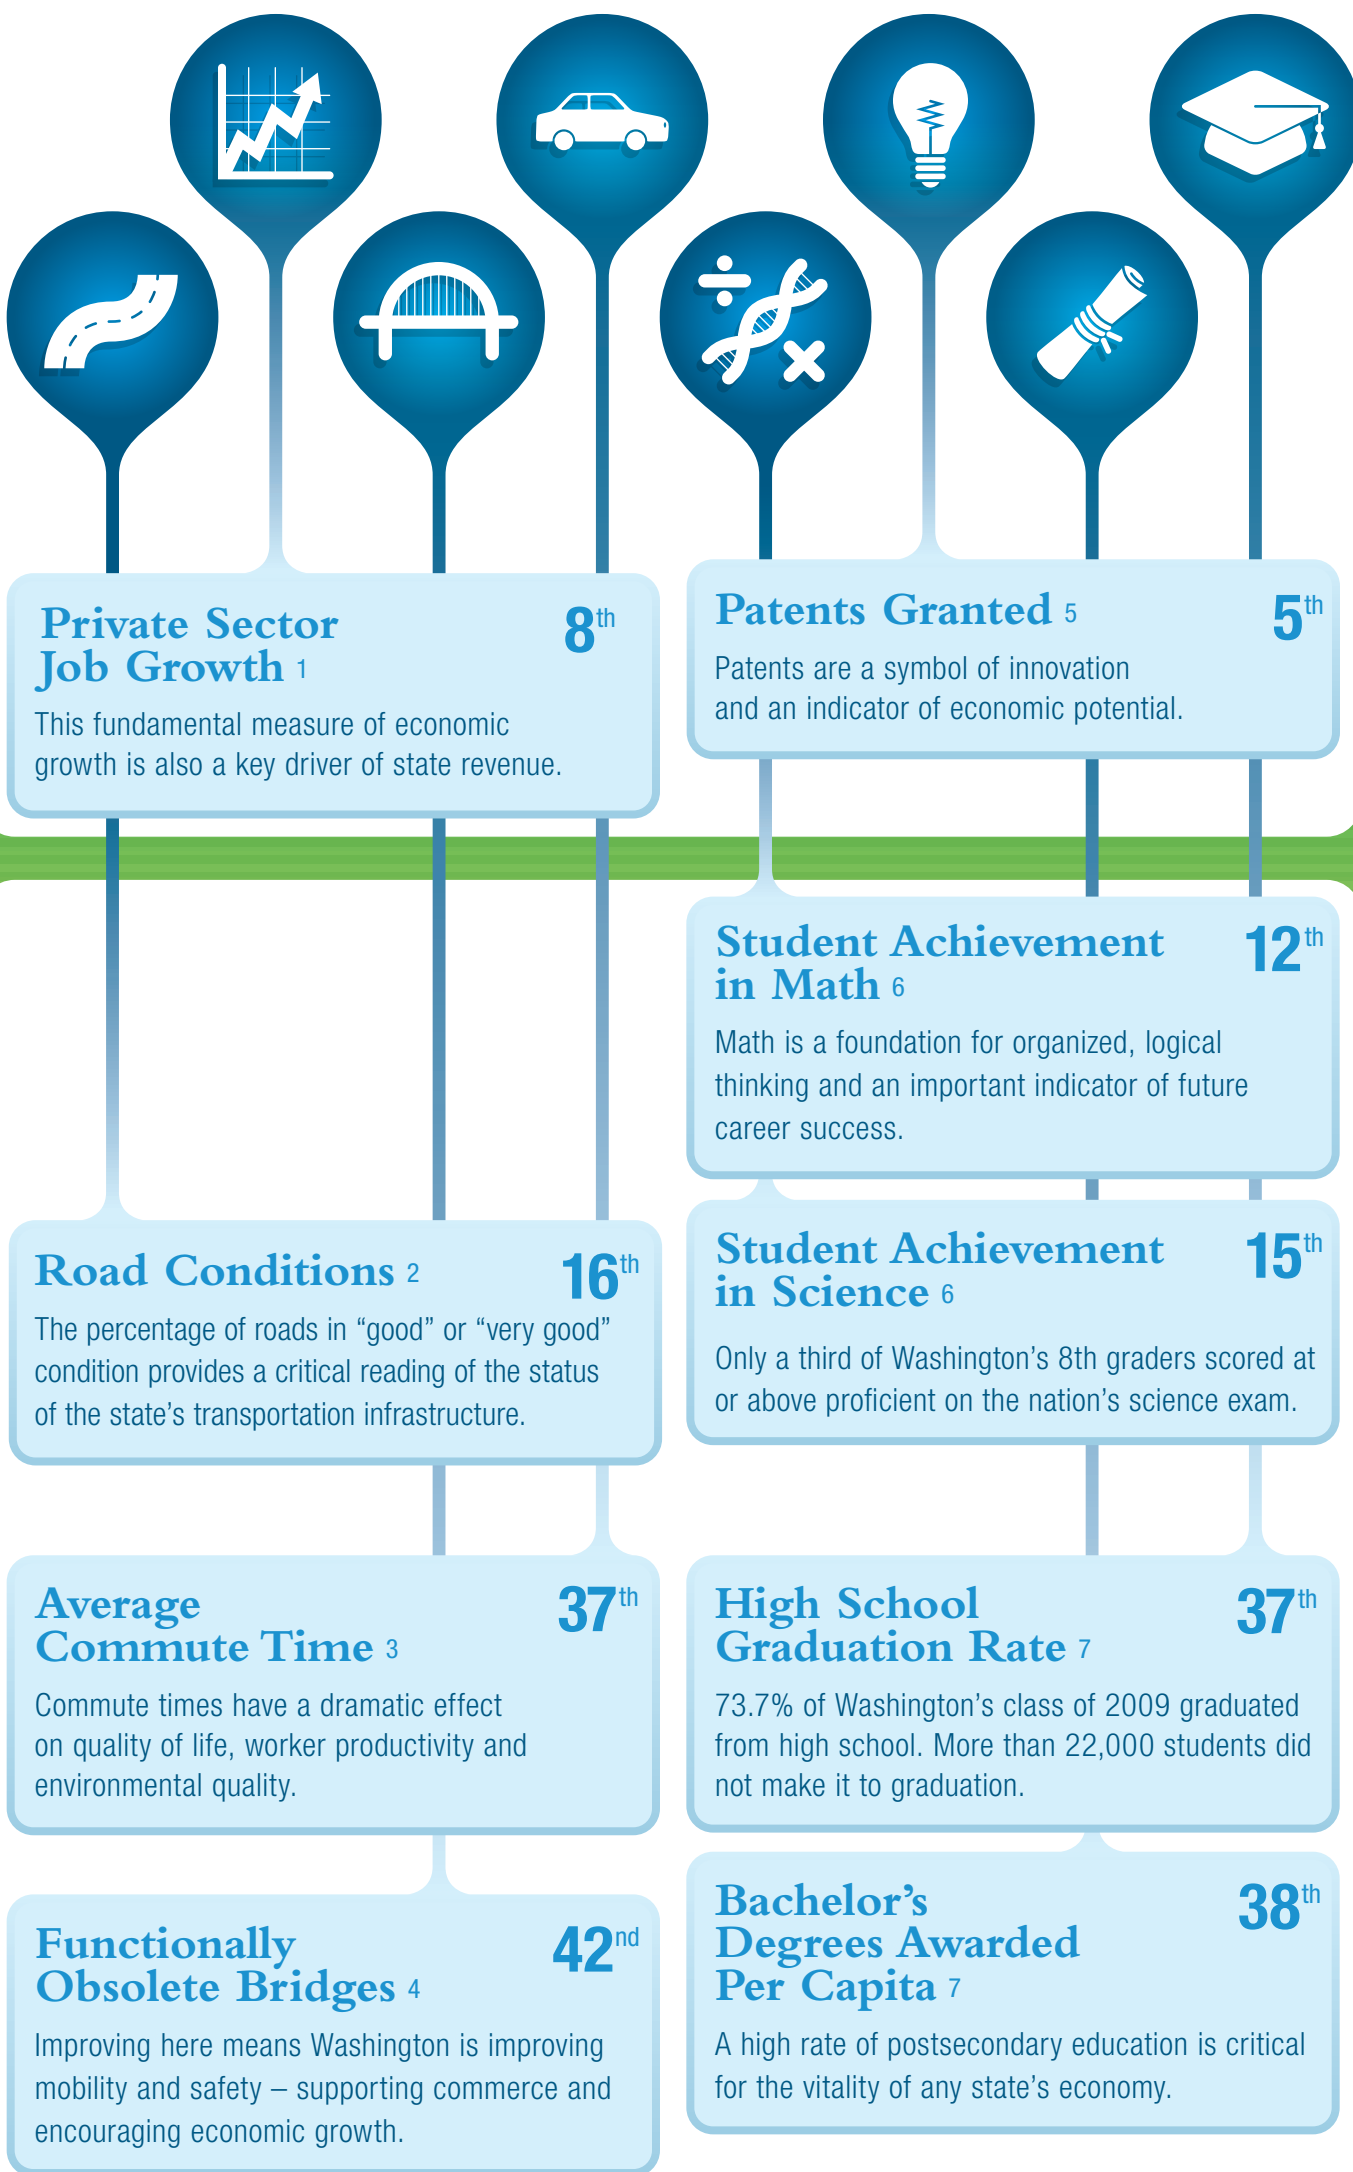 Private Sector
Job Growth 1
8th
This fundamental measure of economic
growth is also a key driver of state revenue.
Road Conditions 2
16th
The percentage of roads in “good” or “very good”
condition provides a critical reading of the status
of the state’s transportation infrastructure.
Average
Commute Time 3
37th
Commute times have a dramatic effect
on quality of life, worker productivity and
environmental quality.
Functionally
Obsolete Bridges 4
42nd
Improving here means Washington is improving
mobility and safety – supporting commerce and
encouraging economic growth.
Patents Granted 5
5th
Patents are a symbol of innovation
and an indicator of economic potential.
Student Achievement
in Math 6
12th
Math is a foundation for organized, logical
thinking and an important indicator of future
career success.
Student Achievement
in Science 6
15th
Only a third of Washington’s 8th graders scored at
or above proficient on the nation’s science exam.
High School
Graduation Rate 7
37th
73.7% of Washington’s class of 2009 graduated
from high school. More than 22,000 students did
not make it to graduation.
Bachelor’s
Degrees Awarded
Per Capita 7
38th
A high rate of postsecondary education is critical
for the vitality of any state’s economy.